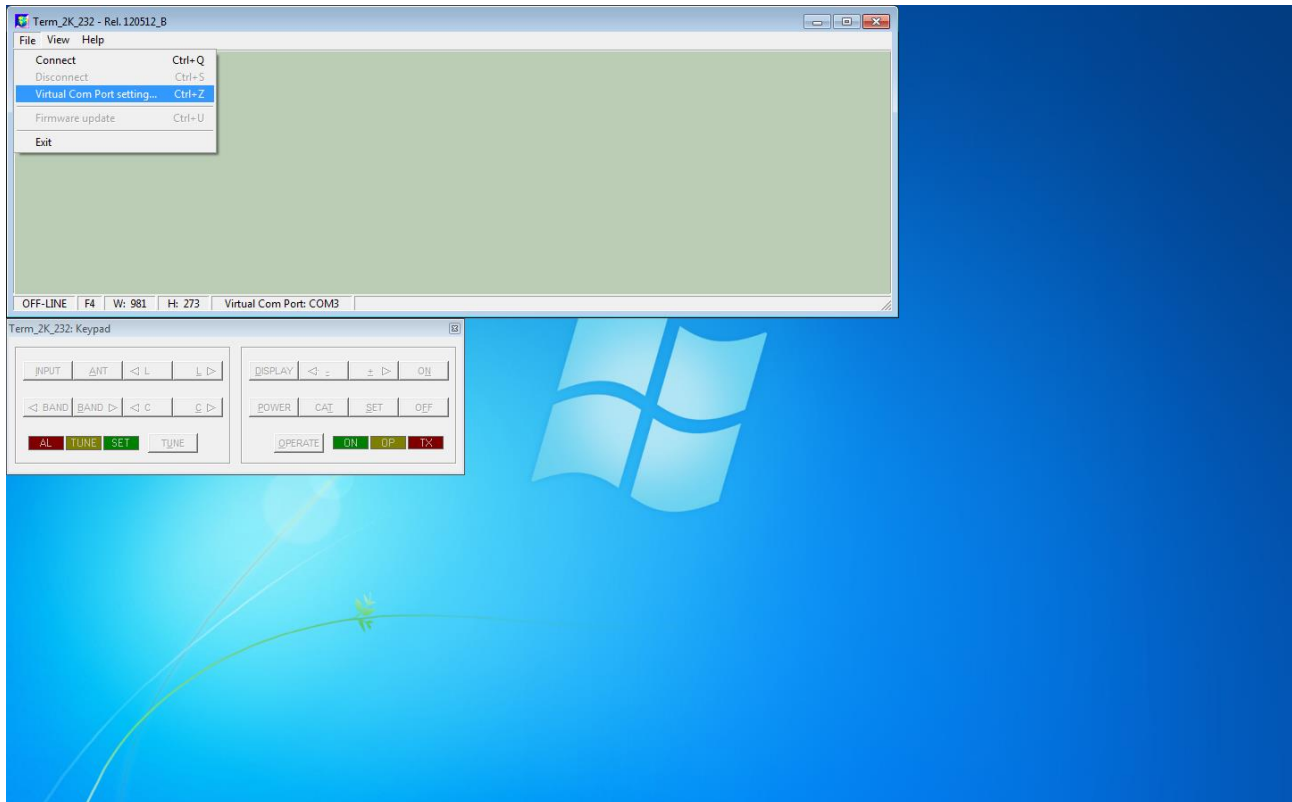 Term_2K_232 - Rel. 120512_B
File View Help
Connect Ctrl+Q
Disconnect Ctrl+S
Virtual Com Port setting... Ctrl+Z
Firmware update Ctrl+U
Exit
OFF-LINE F4 W: 981 H: 273 Virtual Com Port: COM3
Term_2K_232: Keypad
INPUT ANT ◁ L L ▷ DISPLAY ◁ - + ▷ ON
◁ BAND BAND ▷ ◁ C C ▷ POWER CAT SET OFF
AL TUNE SET TUNE OPERATE ON OP TX